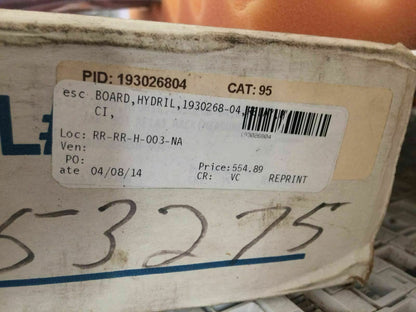 PID: 193026804 CAT: 95
esc BOARD,HYDRIL,1930268-04,
CI,
193026804
Loc: RR-RR-H-003-NA
Ven:
PO: Price:554.89
ate 04/08/14 CR: VC REPRINT
53275